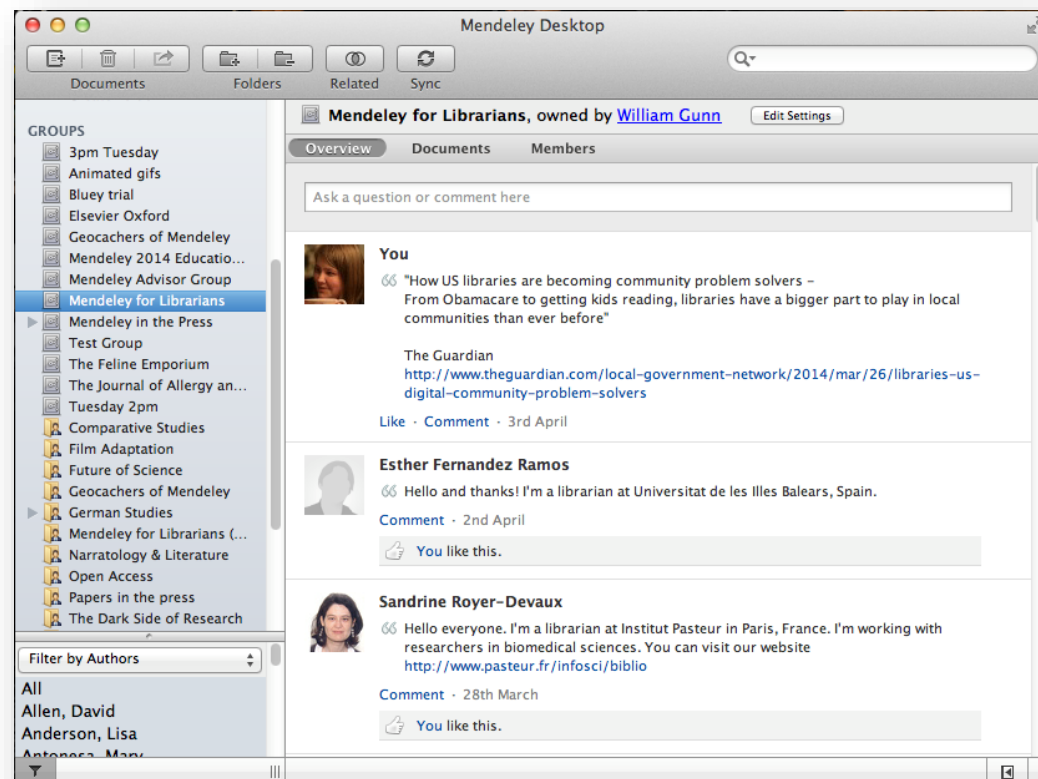 Mendeley Desktop
Documents
Folders
Related
Sync
GROUPS
3pm Tuesday
Animated gifs
Bluey trial
Elsevier Oxford
Geocachers of Mendeley
Mendeley 2014 Educatio...
Mendeley Advisor Group
Mendeley for Librarians
Mendeley in the Press
Test Group
The Feline Emporium
The Journal of Allergy an...
Tuesday 2pm
Comparative Studies
Film Adaptation
Future of Science
Geocachers of Mendeley
German Studies
Mendeley for Librarians (...
Narratology & Literature
Open Access
Papers in the press
The Dark Side of Research
Filter by Authors
All
Allen, David
Anderson, Lisa
Antonesa, Mary
Mendeley for Librarians, owned by William Gunn Edit Settings
Overview Documents Members
Ask a question or comment here
You
"How US libraries are becoming community problem solvers –
From Obamacare to getting kids reading, libraries have a bigger part to play in local
communities than ever before"
The Guardian
http://www.theguardian.com/local-government-network/2014/mar/26/libraries-us-
digital-community-problem-solvers
Like · Comment · 3rd April
Esther Fernandez Ramos
Hello and thanks! I'm a librarian at Universitat de les Illes Balears, Spain.
Comment · 2nd April
You like this.
Sandrine Royer-Devaux
Hello everyone. I'm a librarian at Institut Pasteur in Paris, France. I'm working with
researchers in biomedical sciences. You can visit our website
http://www.pasteur.fr/infosci/biblio
Comment · 28th March
You like this.